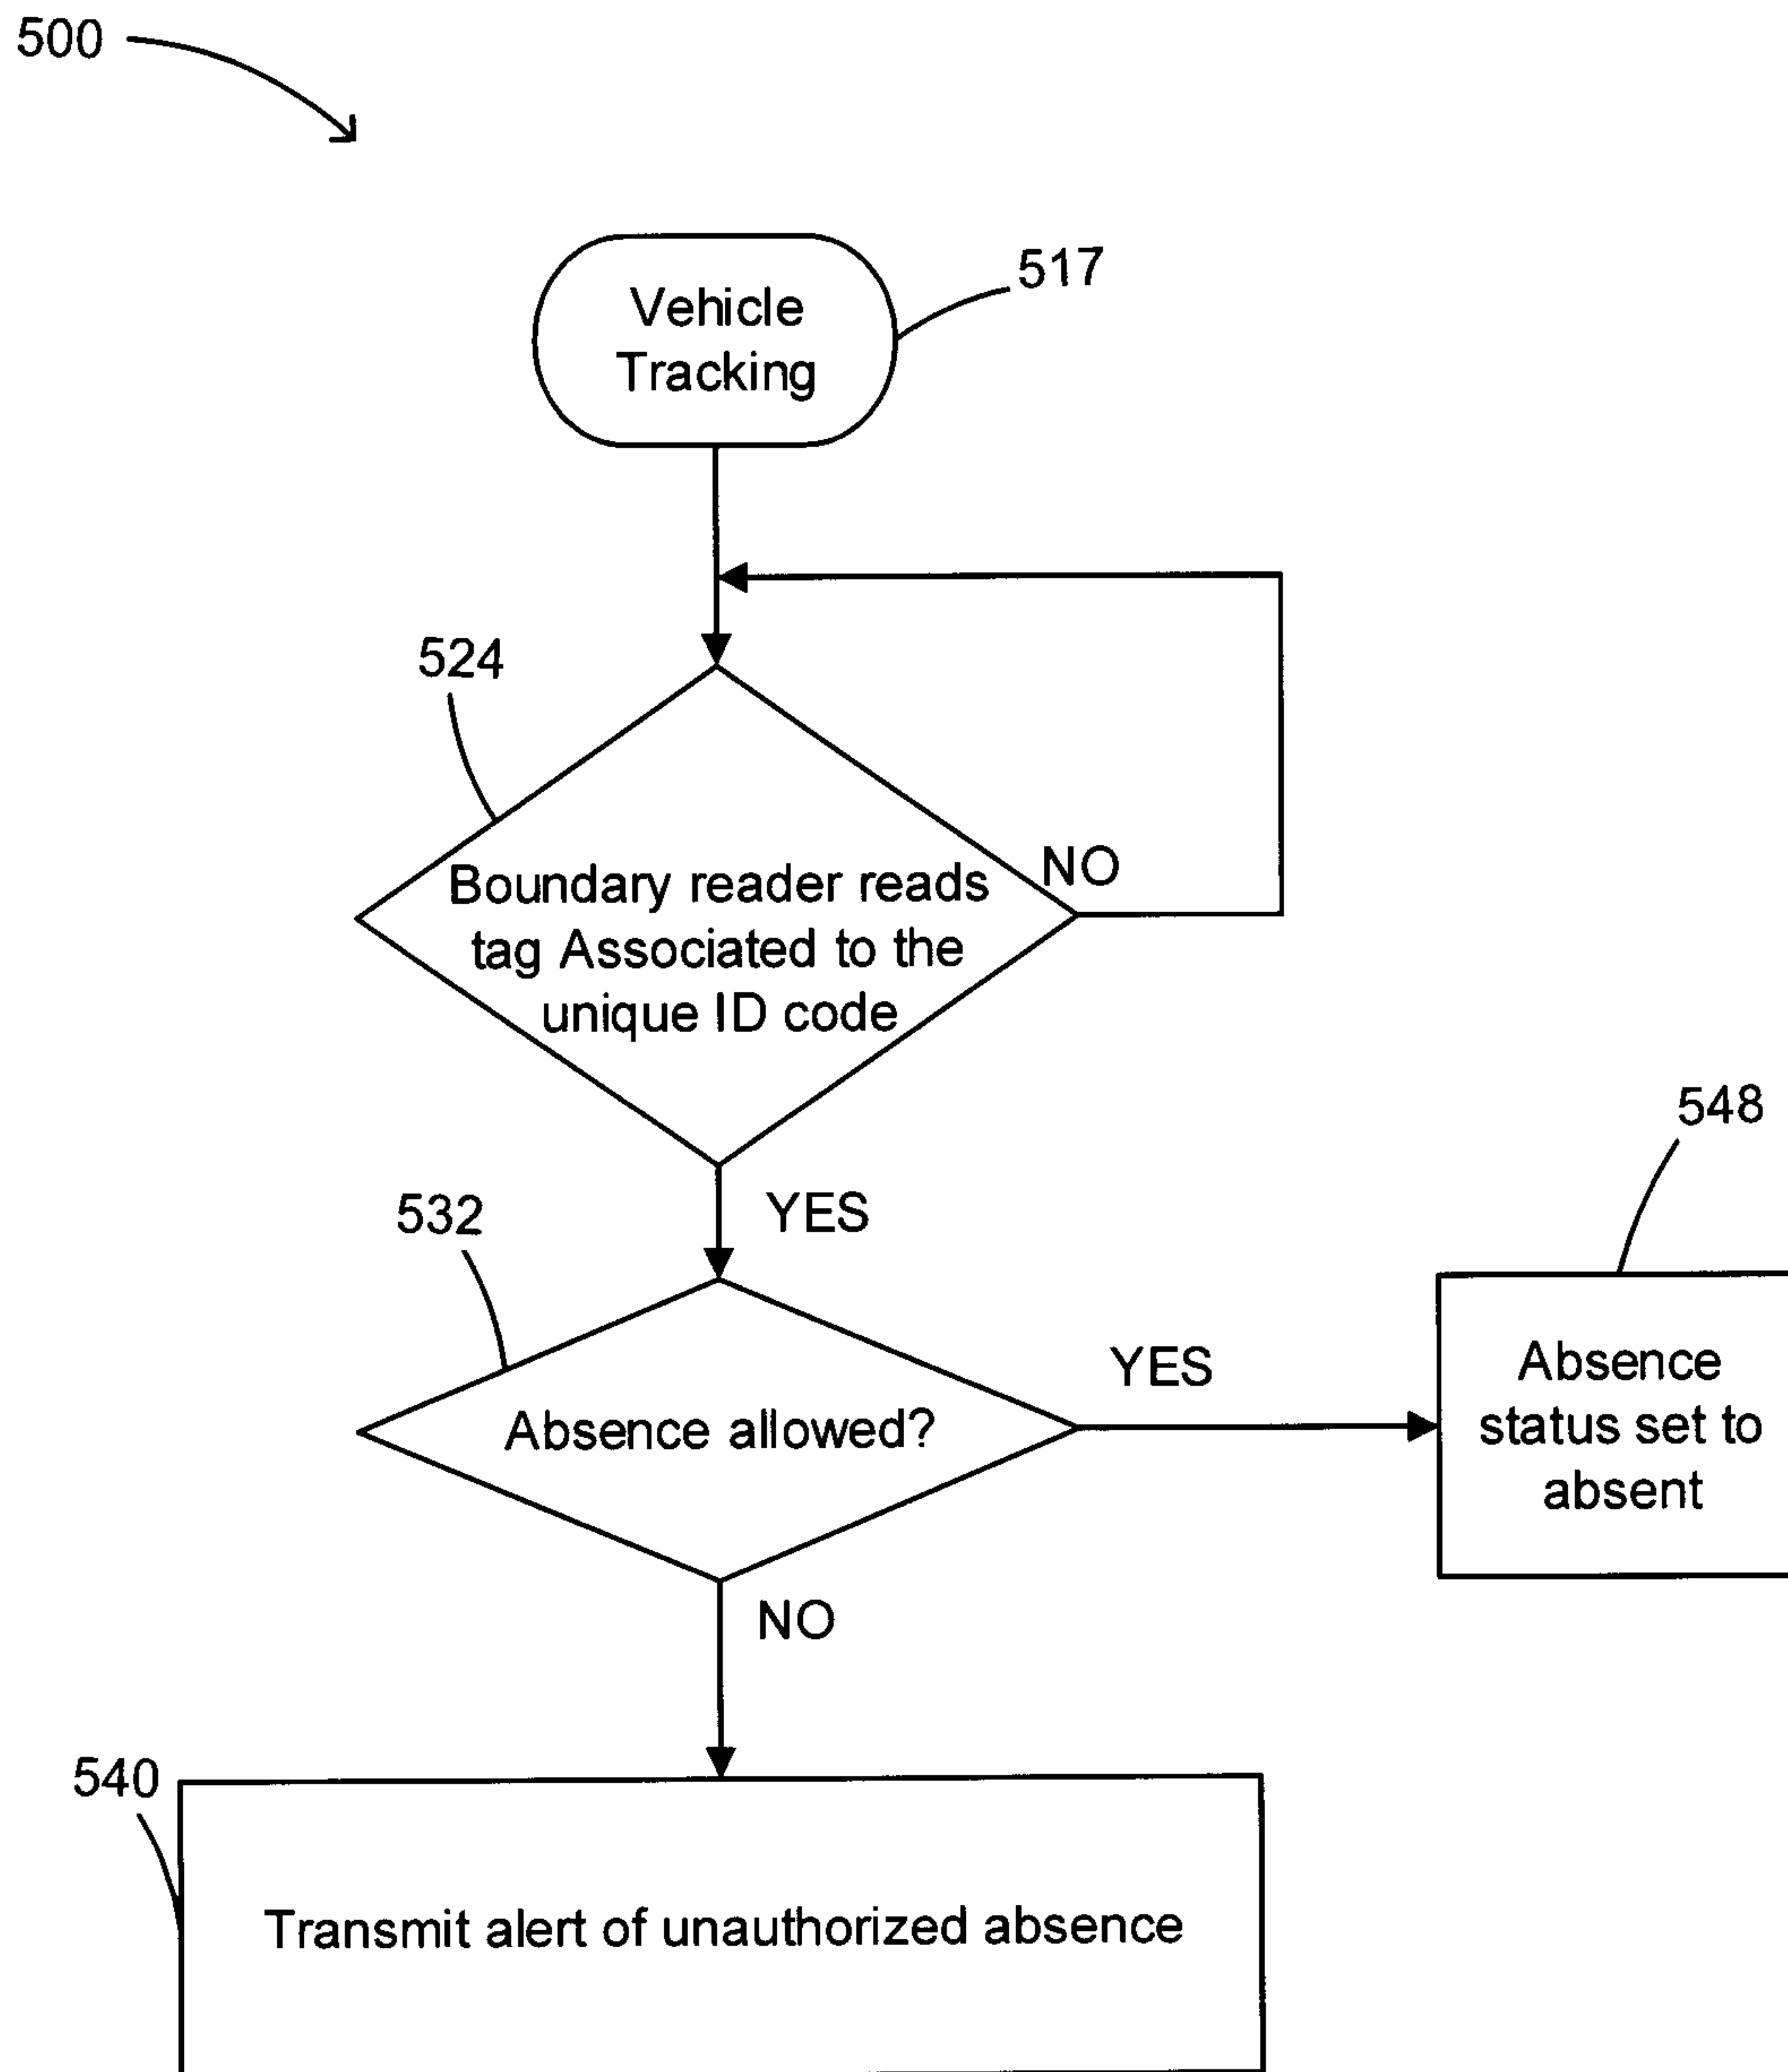 500
Vehicle
Tracking
517
524
Boundary reader reads
tag Associated to the
unique ID code
NO
YES
532
Absence allowed?
YES
548
Absence
status set to
absent
NO
540
Transmit alert of unauthorized absence